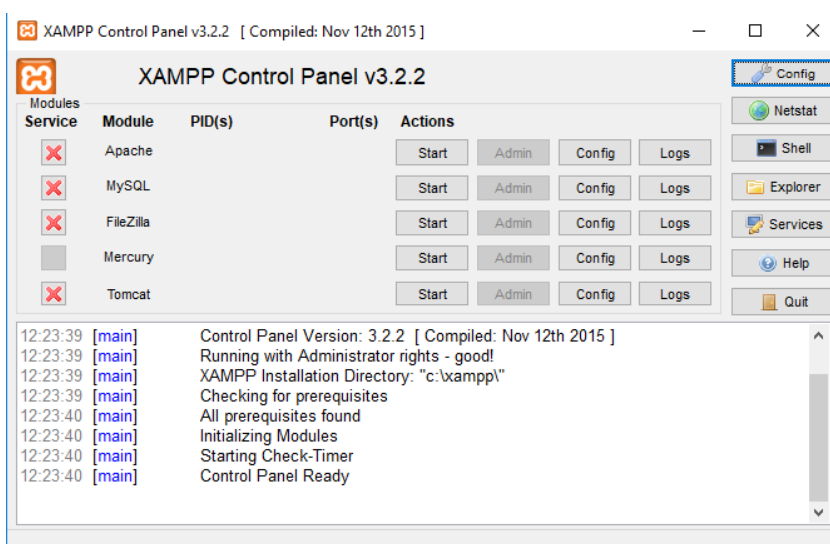 XAMPP Control Panel v3.2.2 [ Compiled: Nov 12th 2015 ]
XAMPP Control Panel v3.2.2
Config
Modules
Service Module PID(s) Port(s) Actions
Netstat
Apache Start Admin Config Logs
Shell
MySQL Start Admin Config Logs
Explorer
FileZilla Start Admin Config Logs
Services
Mercury Start Admin Config Logs
Help
Tomcat Start Admin Config Logs
Quit
12:23:39 [main] Control Panel Version: 3.2.2 [ Compiled: Nov 12th 2015 ]
12:23:39 [main] Running with Administrator rights - good!
12:23:39 [main] XAMPP Installation Directory: "c:\xampp\"
12:23:39 [main] Checking for prerequisites
12:23:40 [main] All prerequisites found
12:23:40 [main] Initializing Modules
12:23:40 [main] Starting Check-Timer
12:23:40 [main] Control Panel Ready